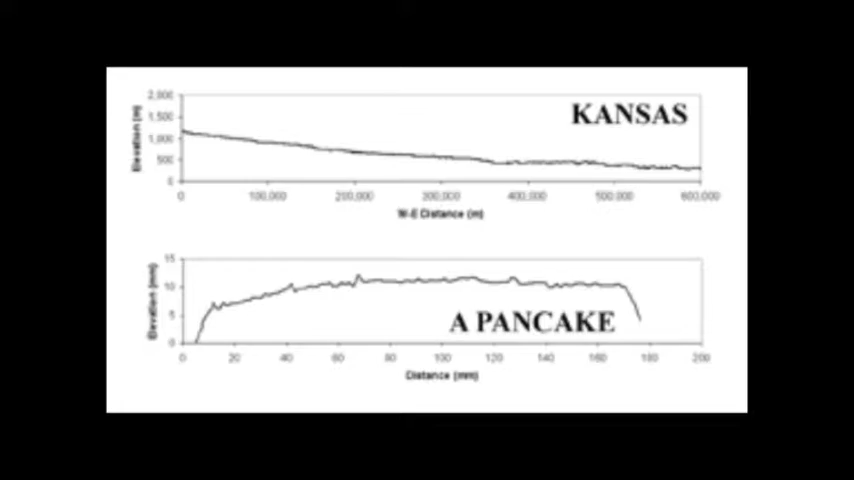 KANSAS
2,000
1,500
1,000
500
0
Elevation (m)
0 100,000 200,000 300,000 400,000 500,000 600,000
W-E Distance (m)
15
10
5
0
Elevation (mm)
A PANCAKE
0 20 40 60 80 100 120 140 160 180 200
Distance (mm)